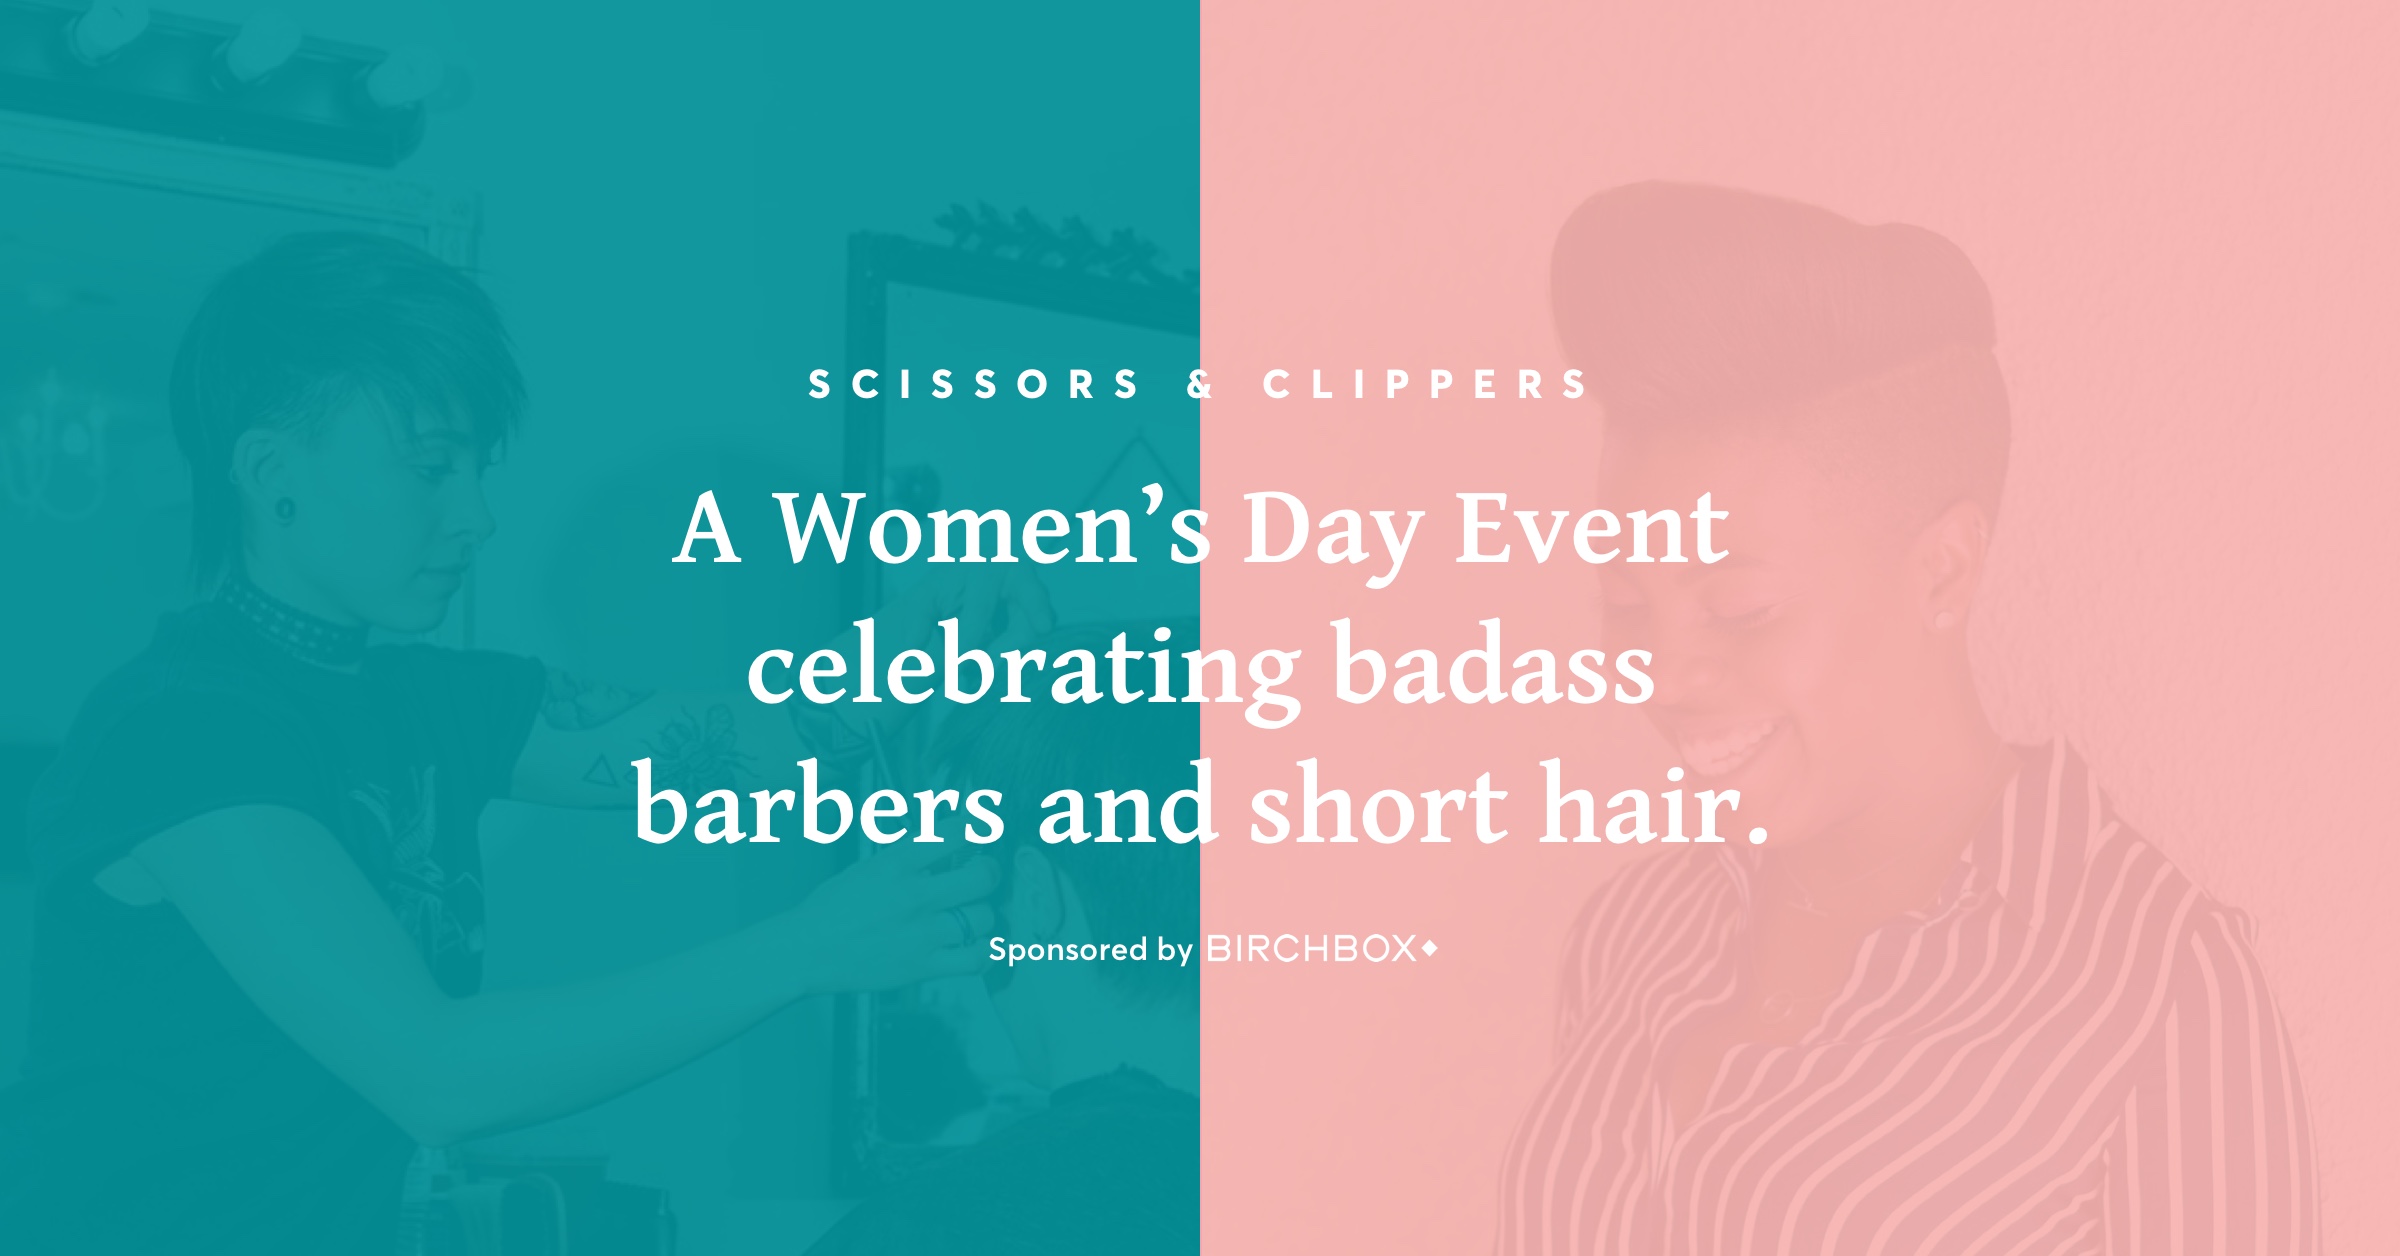 SCISSORS & CLIPPERS
A Women’s Day Event
celebrating badass
barbers and short hair.
Sponsored by BIRCHBOX